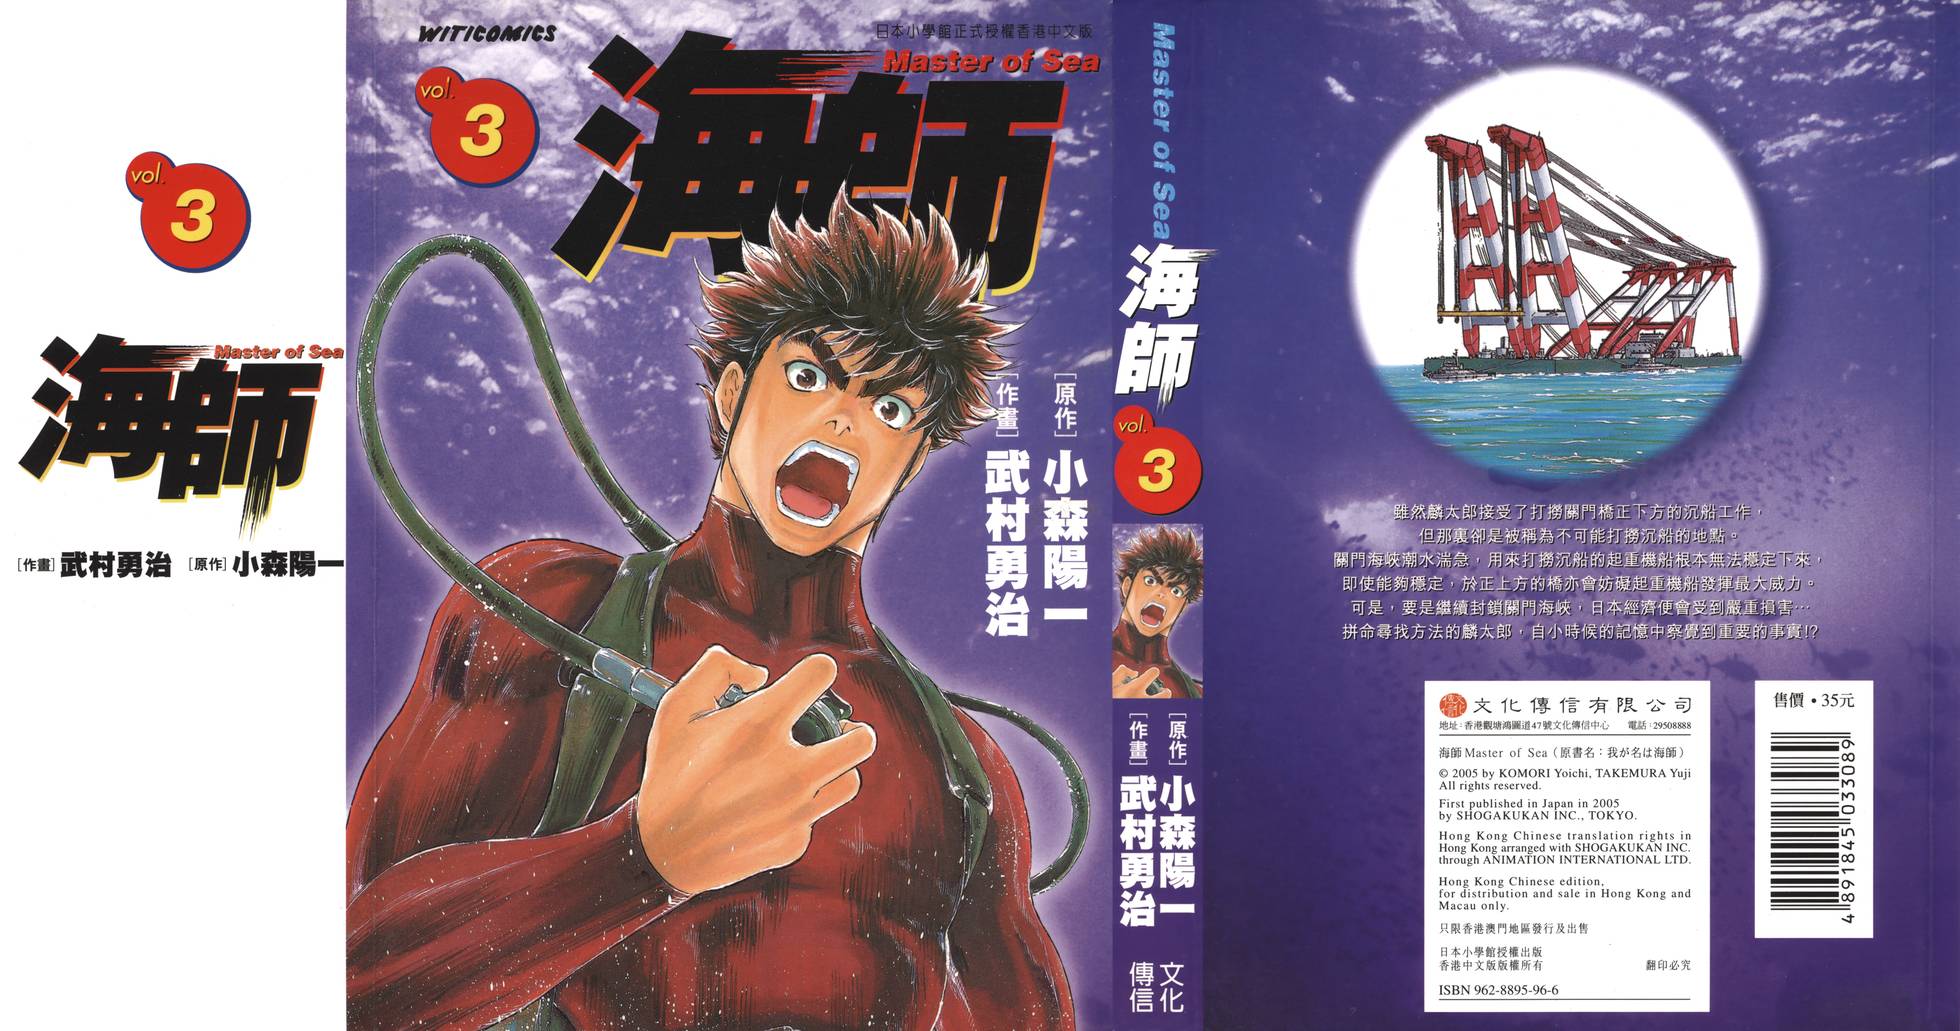 vol.
3
Master of Sea
海師
[作畫] 武村勇治 [原作] 小森陽一
WITICOMICS
日本小學館正式授權香港中文版
Master of Sea
vol.
3
海師
[原作] 小森陽一
[作畫] 武村勇治
Master of Sea
海師
vol.
3
[原作] 小森陽一
[作畫] 武村勇治
文化
傳信
雖然麟太郎接受了打撈關門橋正下方的沉船工作，
但那裏卻是被稱為不可能打撈沉船的地點。
關門海峽潮水湍急，用來打撈沉船的起重機船根本無法穩定下來，
即使能夠穩定，於正上方的橋亦會妨礙起重機船發揮最大威力。
可是，要是繼續封鎖關門海峽，日本經濟便會受到嚴重損害…
拼命尋找方法的麟太郎，自小時候的記憶中察覺到重要的事實!?
文化傳信有限公司
地址：香港觀塘鴻圖道47號文化傳信中心 電話：29508888
海師Master of Sea（原書名：我が名は海師）
© 2005 by KOMORI Yoichi, TAKEMURA Yuji
All rights reserved.
First published in Japan in 2005
by SHOGAKUKAN INC., TOKYO.
Hong Kong Chinese translation rights in
Hong Kong arranged with SHOGAKUKAN INC.
through ANIMATION INTERNATIONAL LTD.
Hong Kong Chinese edition,
for distribution and sale in Hong Kong and
Macau only.
只限香港澳門地區發行及出售
日本小學館授權出版
香港中文版版權所有 翻印必究
ISBN 962-8895-96-6
售價•35元
4891845033089